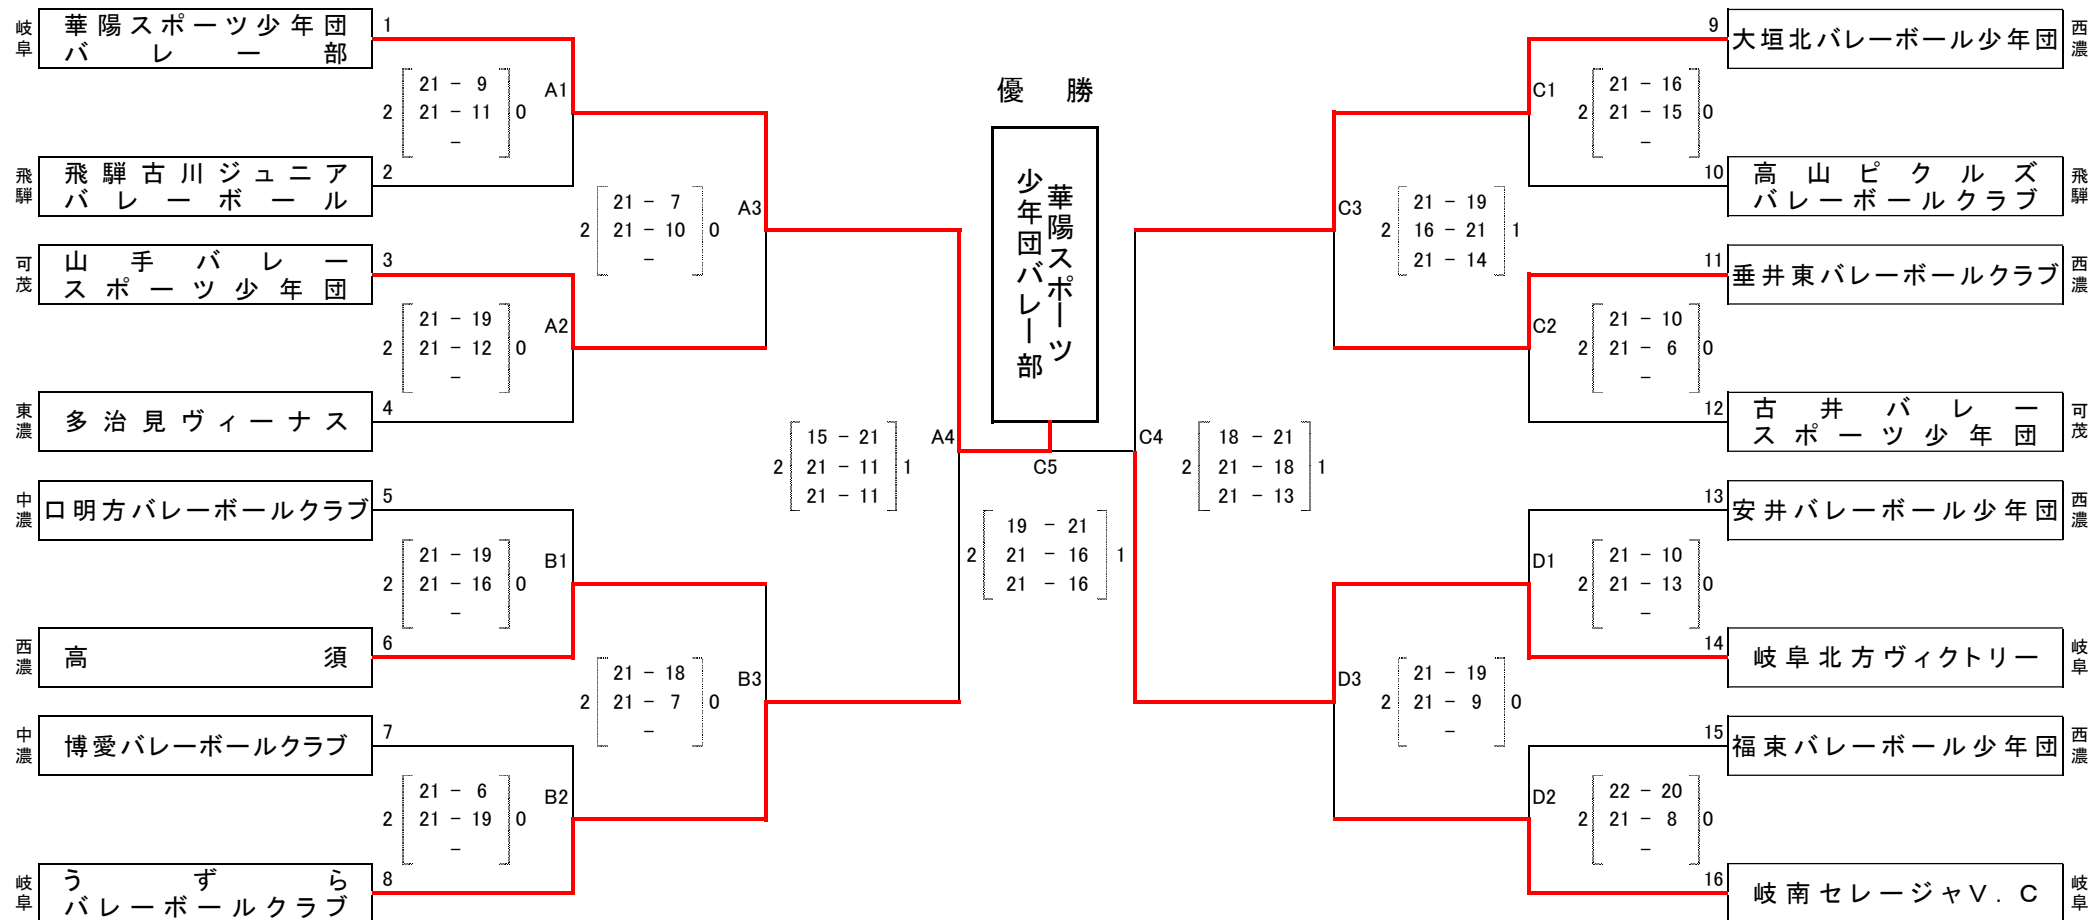 優勝
華陽スポーツ
少年団バレー部
岐阜
華陽スポーツ少年団
バレー部
1
21 - 9
A1
2 21 - 11 0
-
飛騨
飛騨古川ジュニア
バレーボール
2
21 - 7
A3
2 21 - 10 0
-
可茂
山手バレー
スポーツ少年団
3
21 - 19
A2
2 21 - 12 0
-
東濃
多治見ヴィーナス
4
15 - 21
A4
2 21 - 11 1
21 - 11
中濃
口明方バレーボールクラブ
5
21 - 19
B1
2 21 - 16 0
-
西濃
高須
6
21 - 18
B3
2 21 - 7 0
-
中濃
博愛バレーボールクラブ
7
21 - 6
B2
2 21 - 19 0
-
岐阜
うずら
バレーボールクラブ
8
C5
19 - 21
2 21 - 16 1
21 - 16
9
大垣北バレーボール少年団
西濃
C1
21 - 16
2 21 - 15 0
-
10
高山ピクルズ
バレーボールクラブ
飛騨
C3
21 - 19
2 16 - 21 1
21 - 14
11
垂井東バレーボールクラブ
西濃
C2
21 - 10
2 21 - 6 0
-
12
古井バレー
スポーツ少年団
可茂
C4
18 - 21
2 21 - 18 1
21 - 13
13
安井バレーボール少年団
西濃
D1
21 - 10
2 21 - 13 0
-
14
岐阜北方ヴィクトリー
岐阜
D3
21 - 19
2 21 - 9 0
-
15
福東バレーボール少年団
西濃
D2
22 - 20
2 21 - 8 0
-
16
岐南セレージャV.C
岐阜